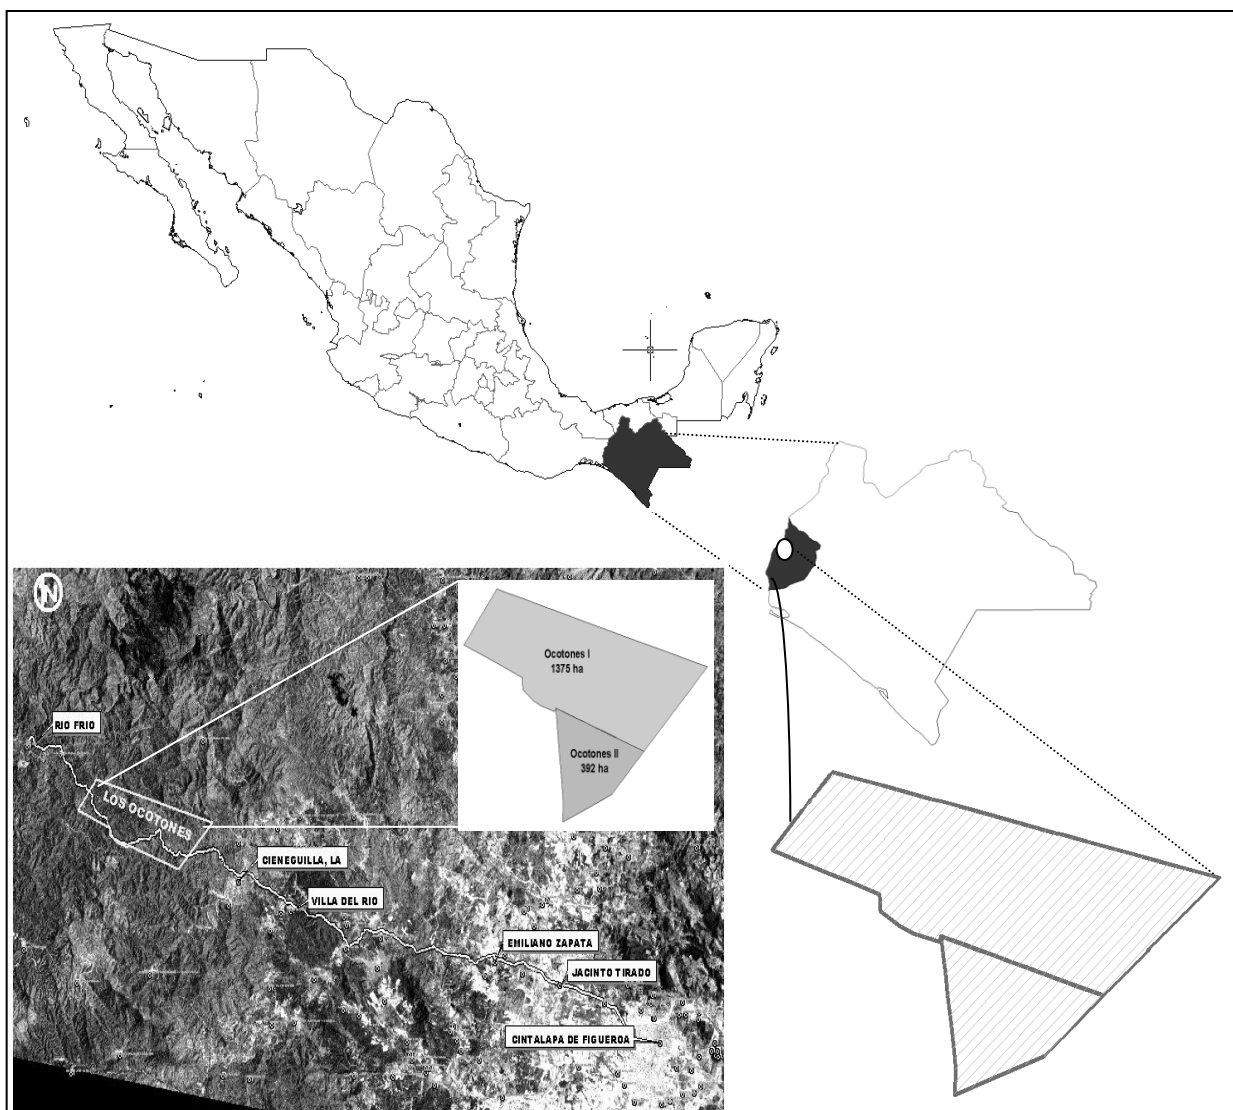 N
Ocotones I
1375 ha
Ocotones II
392 ha
RIO FRIO
LOS OCOTONES
CIENEGUILLA, LA
VILLA DEL RIO
EMILIANO ZAPATA
JACINTO TIRADO
CINTALAPA DE FIGUEROA